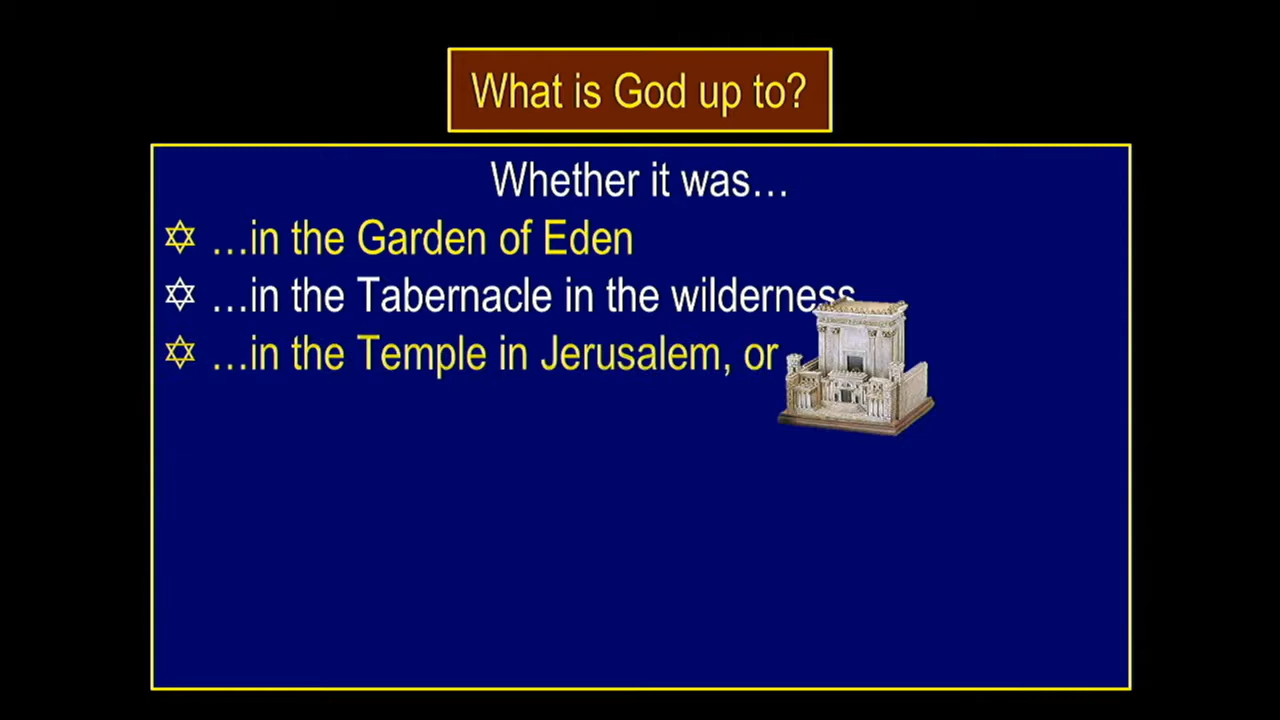 What is God up to?
Whether it was…
✡ …in the Garden of Eden
✡ …in the Tabernacle in the wilderness
✡ …in the Temple in Jerusalem, or